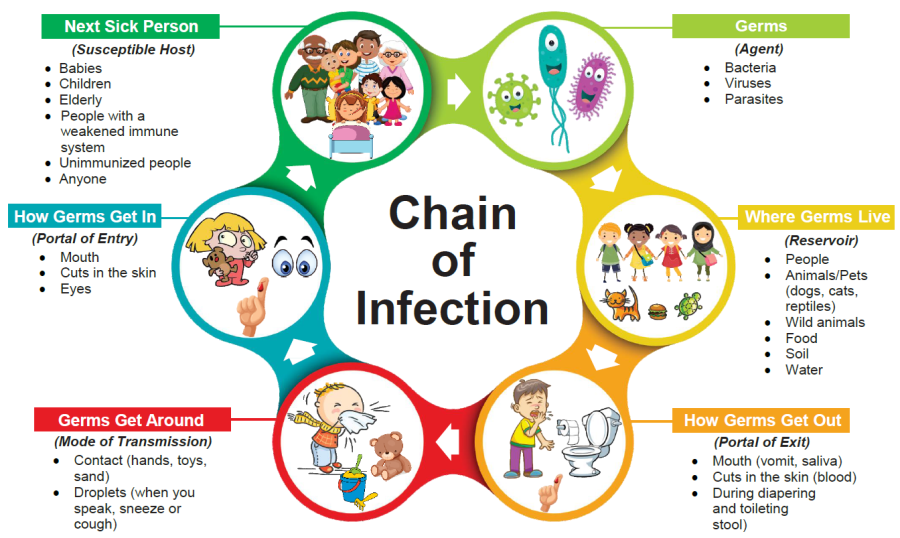 Next Sick Person
(Susceptible Host)
• Babies
• Children
• Elderly
• People with a
weakened immune
system
• Unimmunized people
• Anyone
Germs
(Agent)
• Bacteria
• Viruses
• Parasites
How Germs Get In
(Portal of Entry)
• Mouth
• Cuts in the skin
• Eyes
Chain
of
Infection
Where Germs Live
(Reservoir)
• People
• Animals/Pets
(dogs, cats,
reptiles)
• Wild animals
• Food
• Soil
• Water
Germs Get Around
(Mode of Transmission)
• Contact (hands, toys,
sand)
• Droplets (when you
speak, sneeze or
cough)
How Germs Get Out
(Portal of Exit)
• Mouth (vomit, saliva)
• Cuts in the skin (blood)
• During diapering
and toileting
stool)